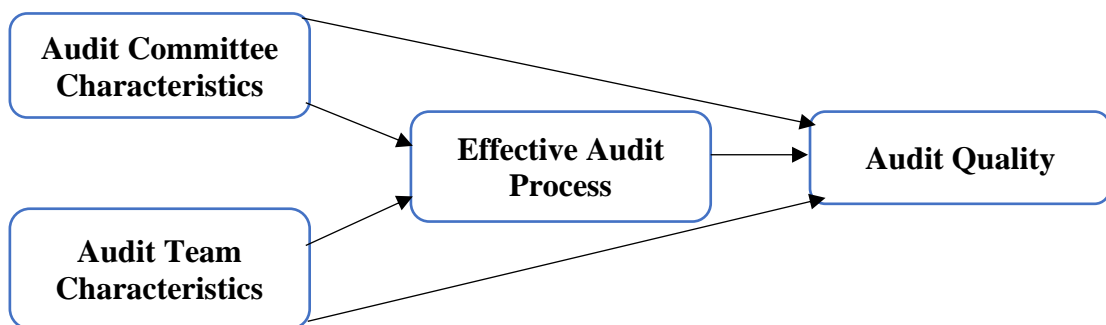 Audit Committee
Characteristics
Effective Audit
Process
Audit Quality
Audit Team
Characteristics